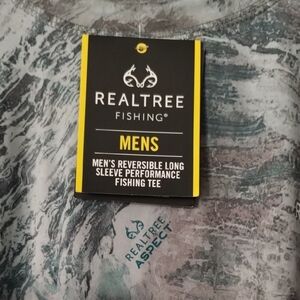 REALTREE
FISHING®
MENS
MEN'S REVERSIBLE LONG
SLEEVE PERFORMANCE
FISHING TEE
REALTREE
ASPECT